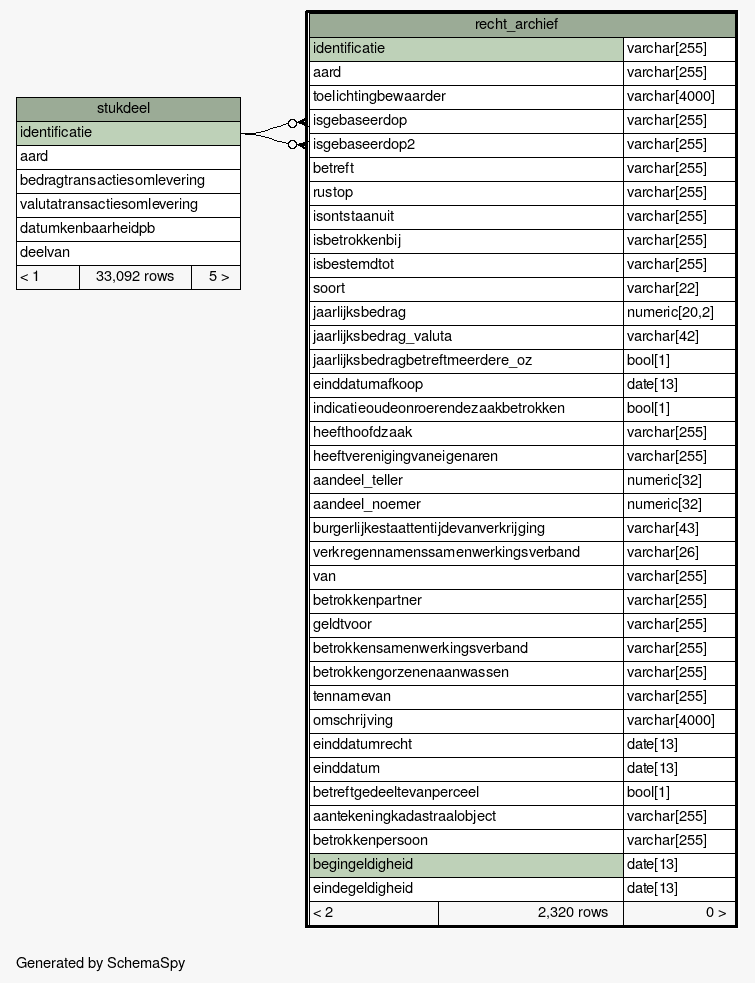 stukdeel
identificatie
aard
bedragtransactiesomlevering
valutatransactiesomlevering
datumkenbaarheidpb
deelvan
< 1 33,092 rows 5 >
recht_archief
identificatie varchar[255]
aard varchar[255]
toelichtingbewaarder varchar[4000]
isgebaseerdop varchar[255]
isgebaseerdop2 varchar[255]
betreft varchar[255]
rustop varchar[255]
isontstaanuit varchar[255]
isbetrokkenbij varchar[255]
isbestemdtot varchar[255]
soort varchar[22]
jaarlijksbedrag numeric[20,2]
jaarlijksbedrag_valuta varchar[42]
jaarlijksbedragbetreftmeerdere_oz bool[1]
einddatumafkoop date[13]
indicatieoudeonroerendezaakbetrokken bool[1]
heefthoofdzaak varchar[255]
heeftverenigingvaneigenaren varchar[255]
aandeel_teller numeric[32]
aandeel_noemer numeric[32]
burgerlijkestaattentijdevanverkrijging varchar[43]
verkregennamenssamenwerkingsverband varchar[26]
van varchar[255]
betrokkenpartner varchar[255]
geldtvoor varchar[255]
betrokkensamenwerkingsverband varchar[255]
betrokkengorzenenaanwassen varchar[255]
tennamevan varchar[255]
omschrijving varchar[4000]
einddatumrecht date[13]
einddatum date[13]
betreftgedeeltevanperceel bool[1]
aantekeningkadastraalobject varchar[255]
betrokkenpersoon varchar[255]
begingeldigheid date[13]
eindegeldigheid date[13]
< 2 2,320 rows 0 >
Generated by SchemaSpy